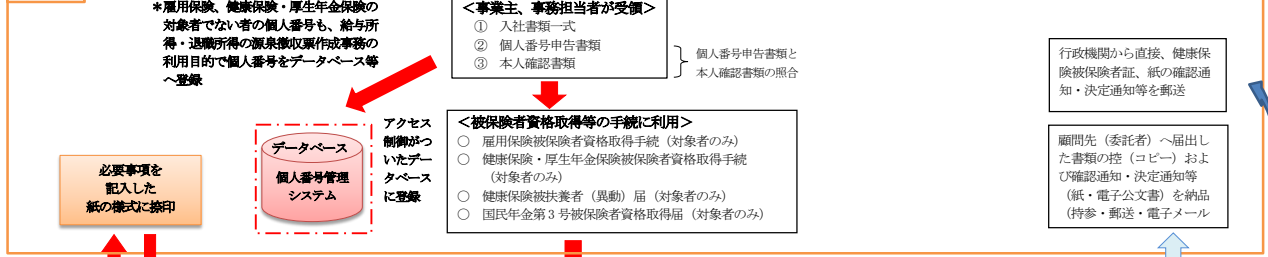 ＊雇用保険、健康保険・厚生年金保険の
対象者でない者の個人番号も、給与所
得・退職所得の源泉徴収票作成事務の
利用目的で個人番号をデータベース等
へ登録
＜事業主、事務担当者が受領＞
① 入社書類一式
② 個人番号申告書類
③ 本人確認書類
個人番号申告書類と
本人確認書類の照合
行政機関から直接、健康保
険被保険者証、紙の確認通
知・決定通知等を郵送
アクセス
制御がつ
いたデー
タベース
に登録
＜被保険者資格取得等の手続に利用＞
○ 雇用保険被保険者資格取得手続（対象者のみ）
○ 健康保険・厚生年金保険被保険者資格取得手続
（対象者のみ）
○ 健康保険被扶養者（異動）届（対象者のみ）
○ 国民年金第３号被保険者資格取得届（対象者のみ）
データベース
個人番号管理
システム
必要事項を
記入した
紙の様式に捺印
顧問先（委託者）へ届出し
た書類の控（コピー）およ
び確認通知・決定通知等
（紙・電子公文書）を納品
（持参・郵送・電子メール